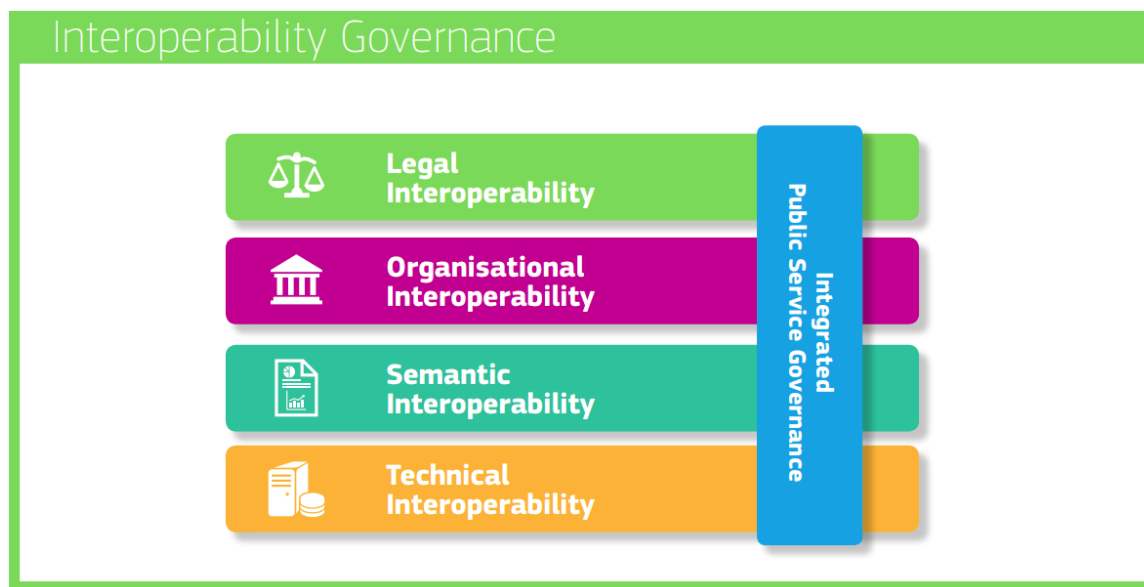 Interoperability Governance
Legal
Interoperability
Organisational
Interoperability
Semantic
Interoperability
Technical
Interoperability
Integrated
Public Service Governance